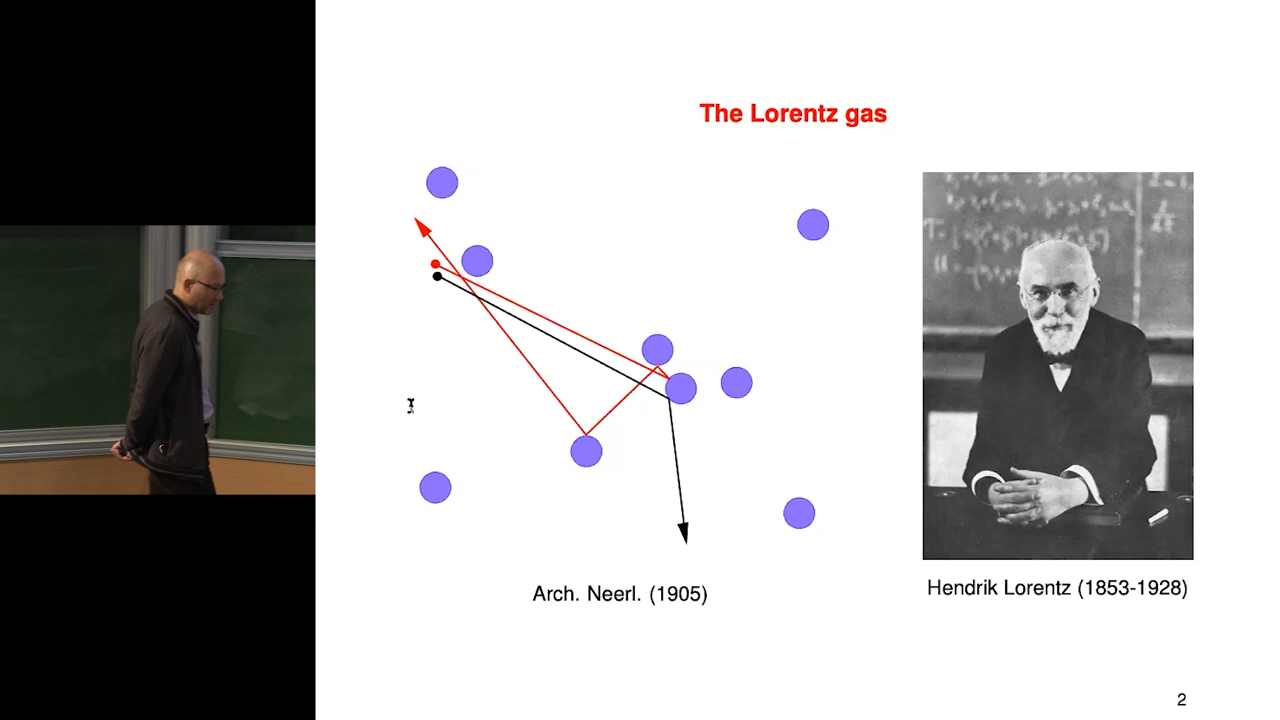 The Lorentz gas
Arch. Neerl. (1905)
Hendrik Lorentz (1853-1928)
2